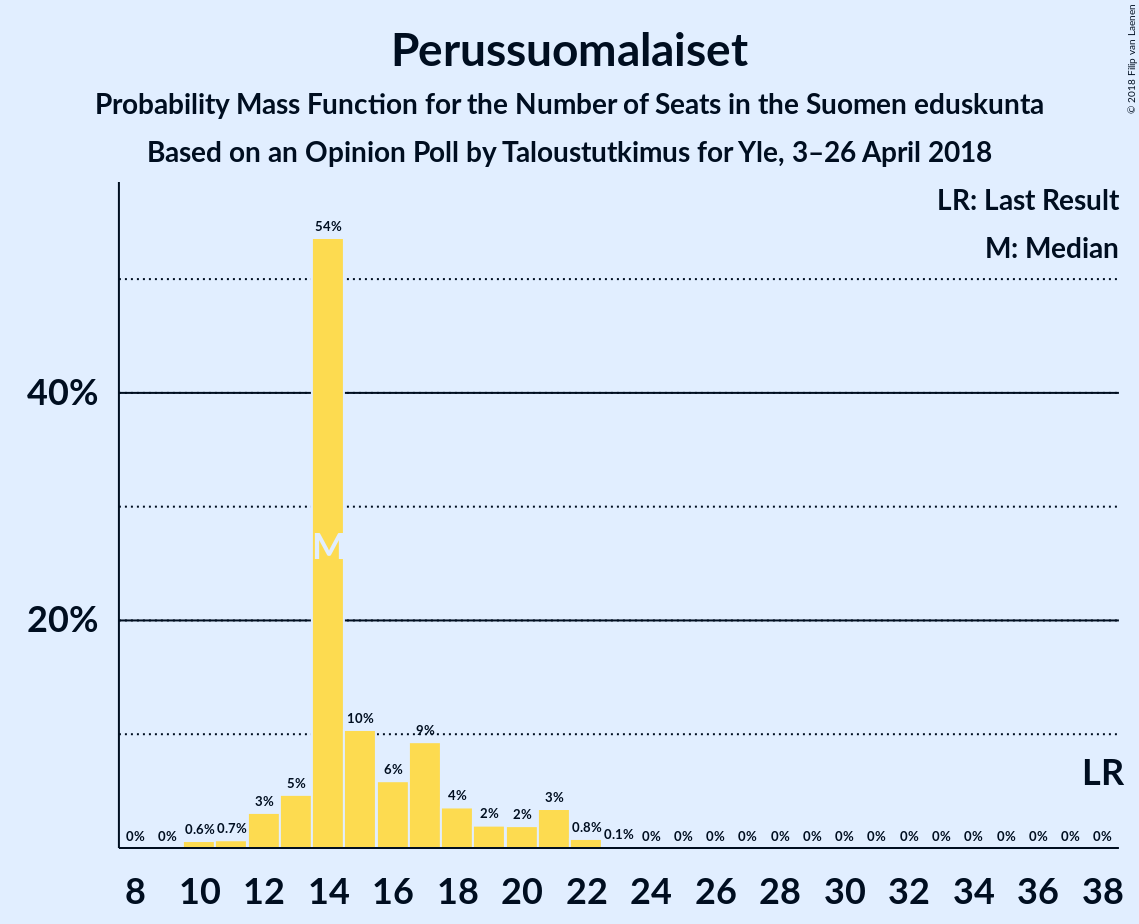 Perussuomalaiset
Probability Mass Function for the Number of Seats in the Suomen eduskunta
Based on an Opinion Poll by Taloustutkimus for Yle, 3–26 April 2018
© 2018 Filip van Laenen
LR: Last Result
M: Median
40%
20%
54%
M
10%
9%
6%
5%
4%
3%
3%
2%
2%
0% 0% 0.6% 0.7% 0.8% 0.1% 0% 0% 0% 0% 0% 0% 0% 0% 0% 0% 0% 0% 0% 0% 0%
LR
8 10 12 14 16 18 20 22 24 26 28 30 32 34 36 38